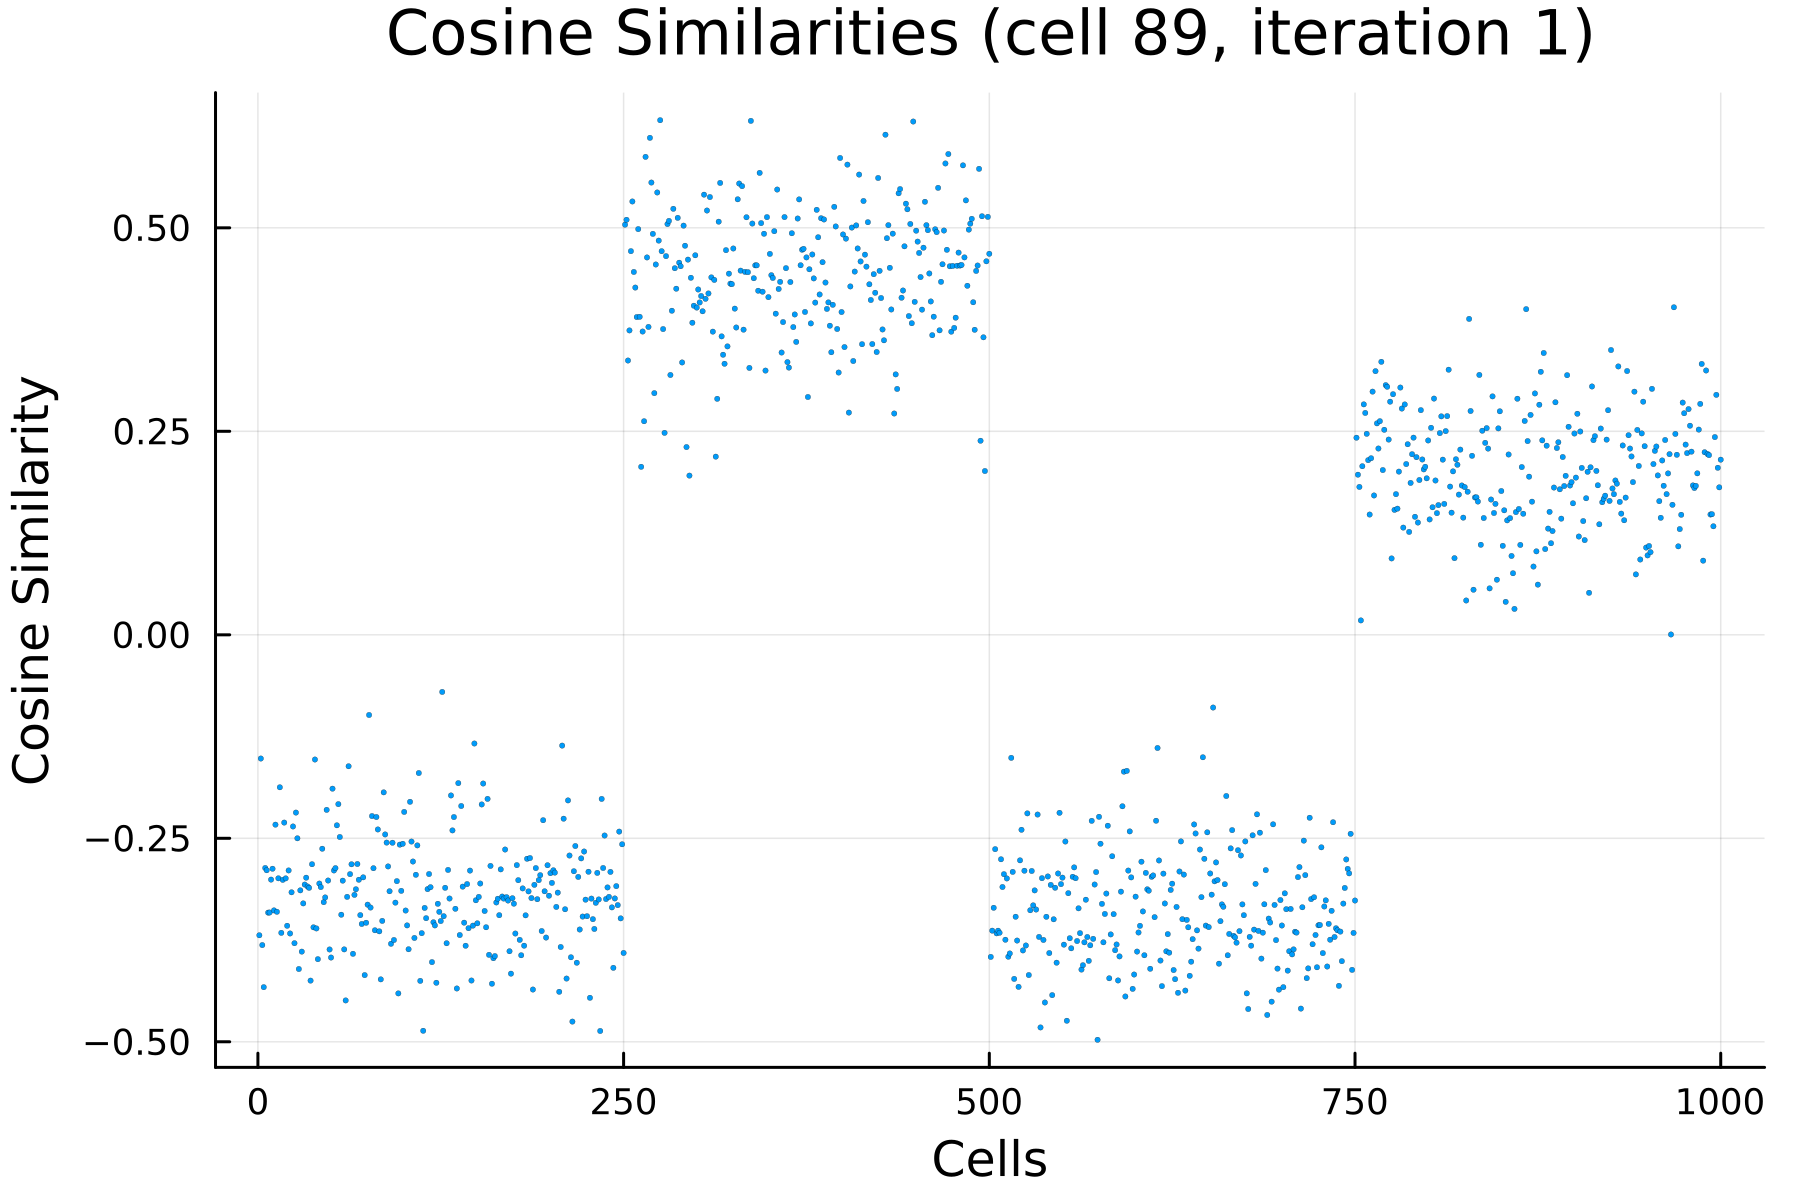 Cosine Similarities (cell 89, iteration 1)
Cosine Similarity
0.50
0.25
0.00
−0.25
−0.50
0 250 500 750 1000
Cells